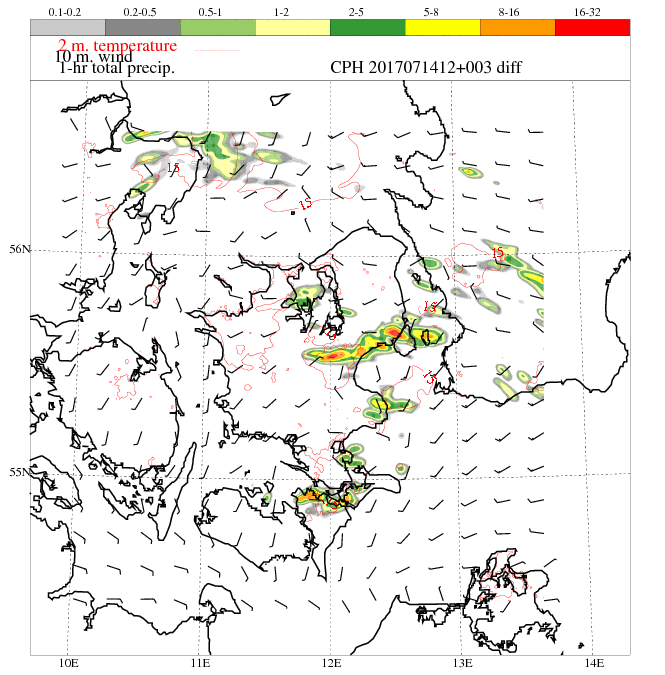 0.1-0.2 0.2-0.5 0.5-1 1-2 2-5 5-8 8-16 16-32
2 m. temperature
10 m. wind
1-hr total precip. CPH 2017071412+003 diff
15
15
56N 15
15
15
15
55N
10E 11E 12E 13E 14E